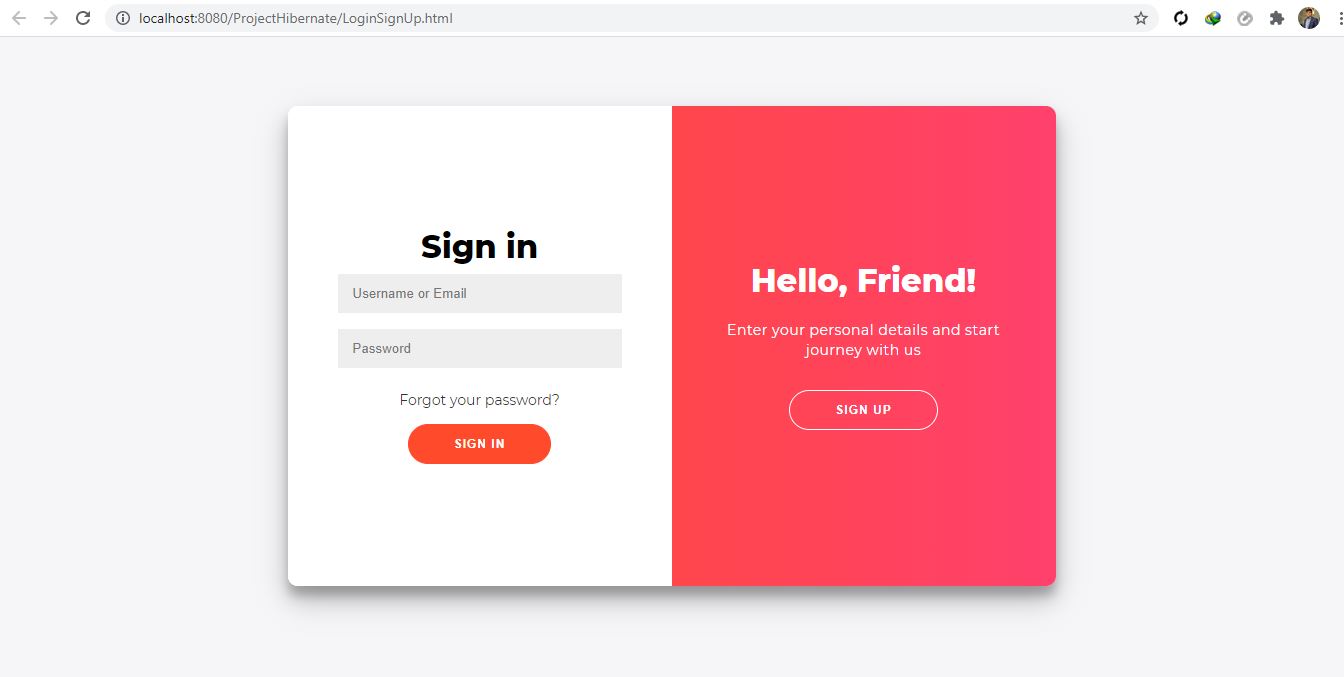 localhost:8080/ProjectHibernate/LoginSignUp.html
Sign in
Username or Email
Password
Forgot your password?
SIGN IN
Hello, Friend!
Enter your personal details and start
journey with us
SIGN UP